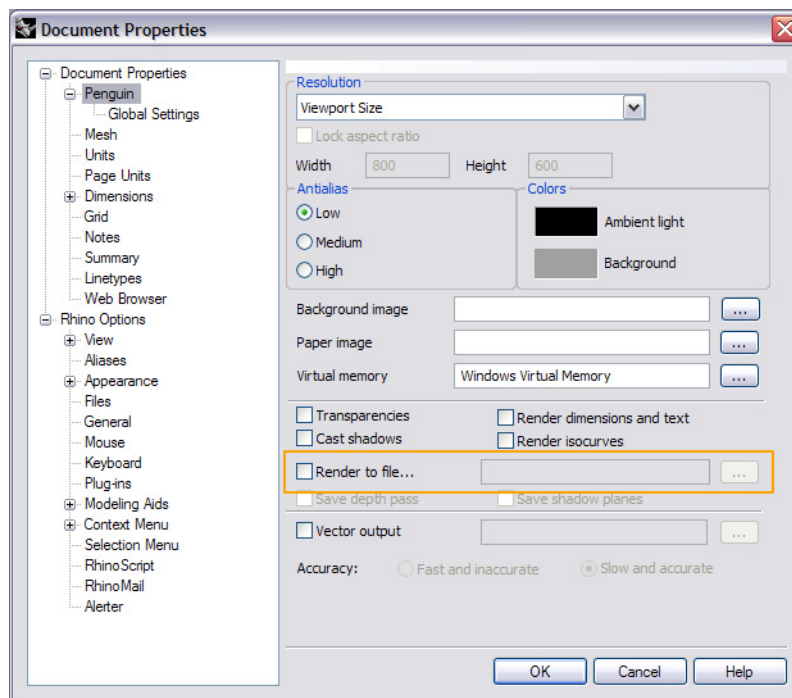 Document Properties
Document Properties
Penguin
Global Settings
Mesh
Units
Page Units
Dimensions
Grid
Notes
Summary
Linetypes
Web Browser
Rhino Options
View
Aliases
Appearance
Files
General
Mouse
Keyboard
Plug-ins
Modeling Aids
Context Menu
Selection Menu
RhinoScript
RhinoMail
Alerter
Resolution
Viewport Size
Lock aspect ratio
Width 800 Height 600
Antialias
Low
Medium
High
Colors
Ambient light
Background
Background image ...
Paper image ...
Virtual memory Windows Virtual Memory ...
Transparencies Render dimensions and text
Cast shadows Render isocurves
Render to file... ...
Save depth pass Save shadow planes
Vector output ...
Accuracy: Fast and inaccurate Slow and accurate
OK Cancel Help